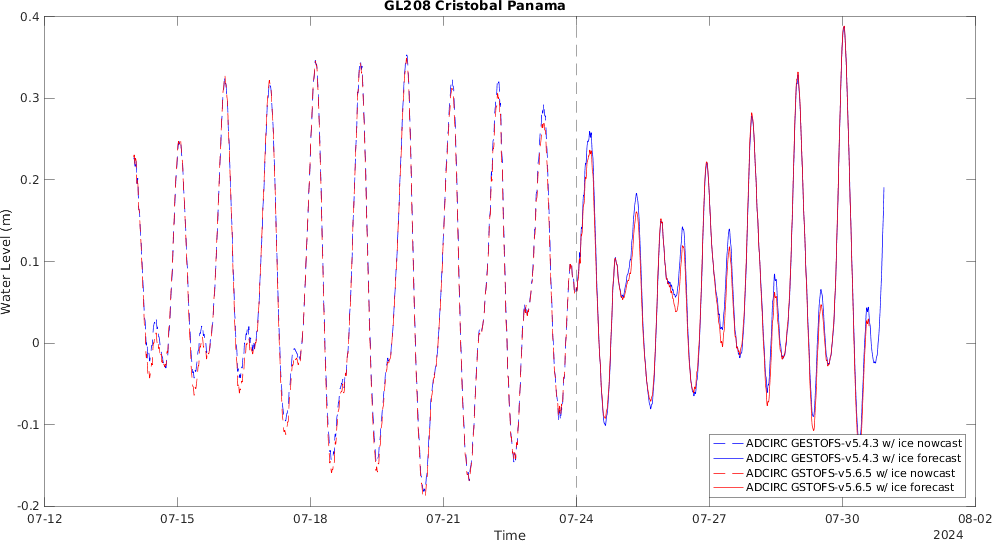 GL208 Cristobal Panama
0.4
0.3
0.2
0.1
0
-0.1
-0.2
Water Level (m)
07-12
07-15
07-18
07-21
07-24
07-27
07-30
08-02
Time
2024
ADCIRC GESTOFS-v5.4.3 w/ ice nowcast
ADCIRC GESTOFS-v5.4.3 w/ ice forecast
ADCIRC GSTOFS-v5.6.5 w/ ice nowcast
ADCIRC GSTOFS-v5.6.5 w/ ice forecast